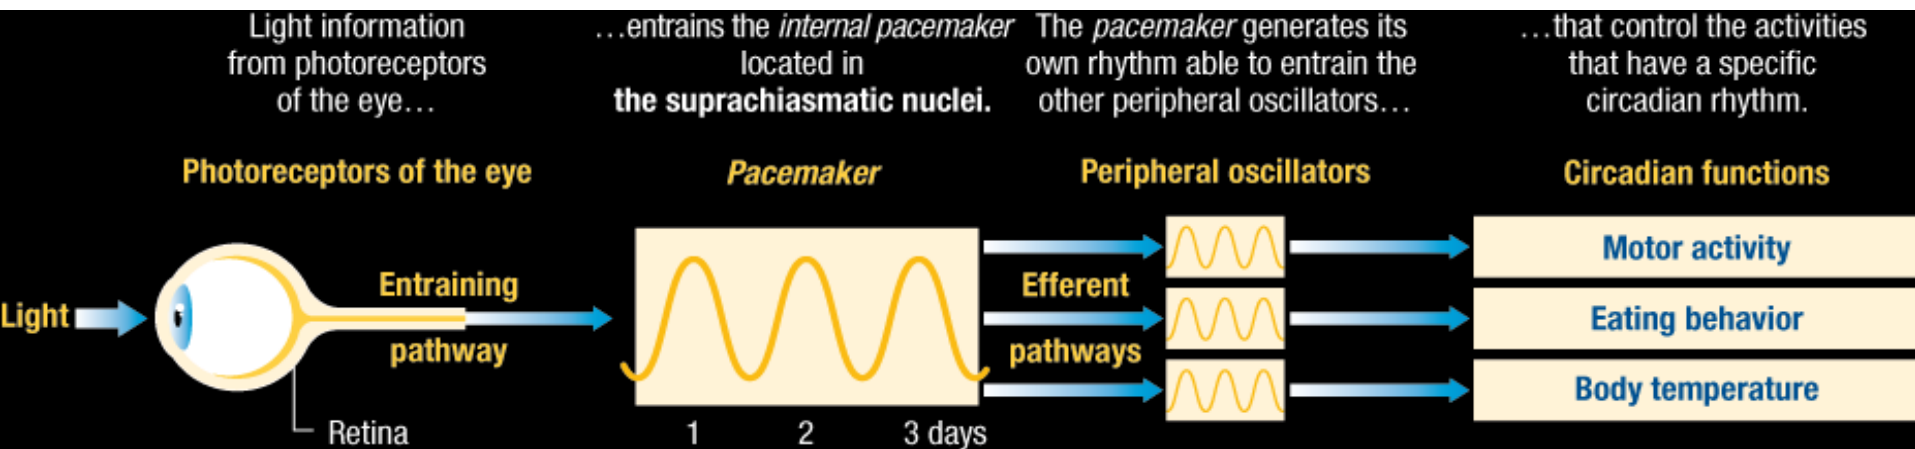 Light information
from photoreceptors
of the eye…
…entrains the internal pacemaker
located in
the suprachiasmatic nuclei.
The pacemaker generates its
own rhythm able to entrain the
other peripheral oscillators…
…that control the activities
that have a specific
circadian rhythm.
Photoreceptors of the eye
Pacemaker
Peripheral oscillators
Circadian functions
Light
Entraining
pathway
Retina
1 2 3 days
Efferent
pathways
Motor activity
Eating behavior
Body temperature